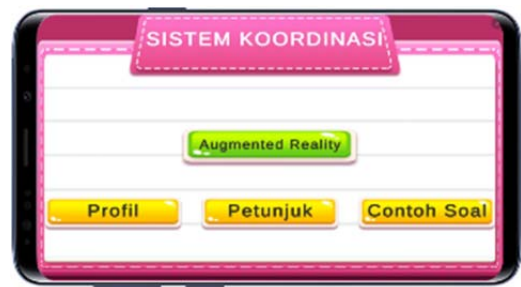 SISTEM KOORDINASI
Augmented Reality
Profil
Petunjuk
Contoh Soal